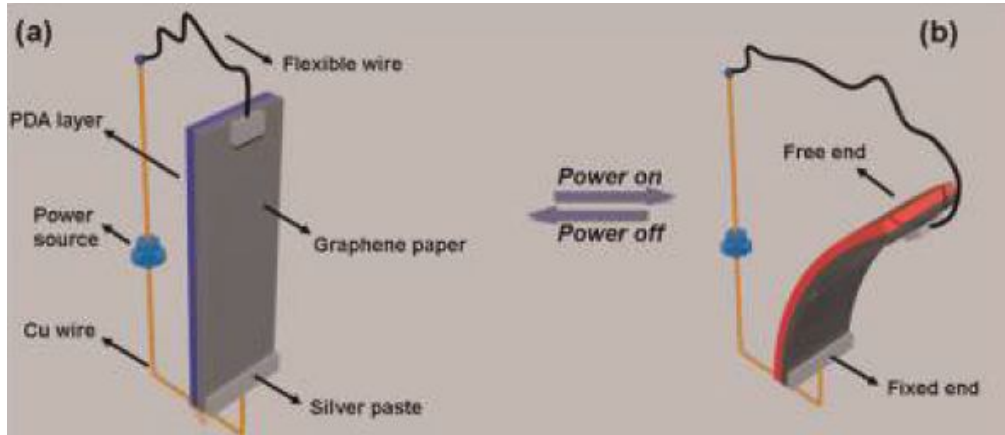 (a)
Flexible wire
PDA layer
Power
source
Graphene paper
Cu wire
Silver paste
Power on
Power off
(b)
Free end
Fixed end